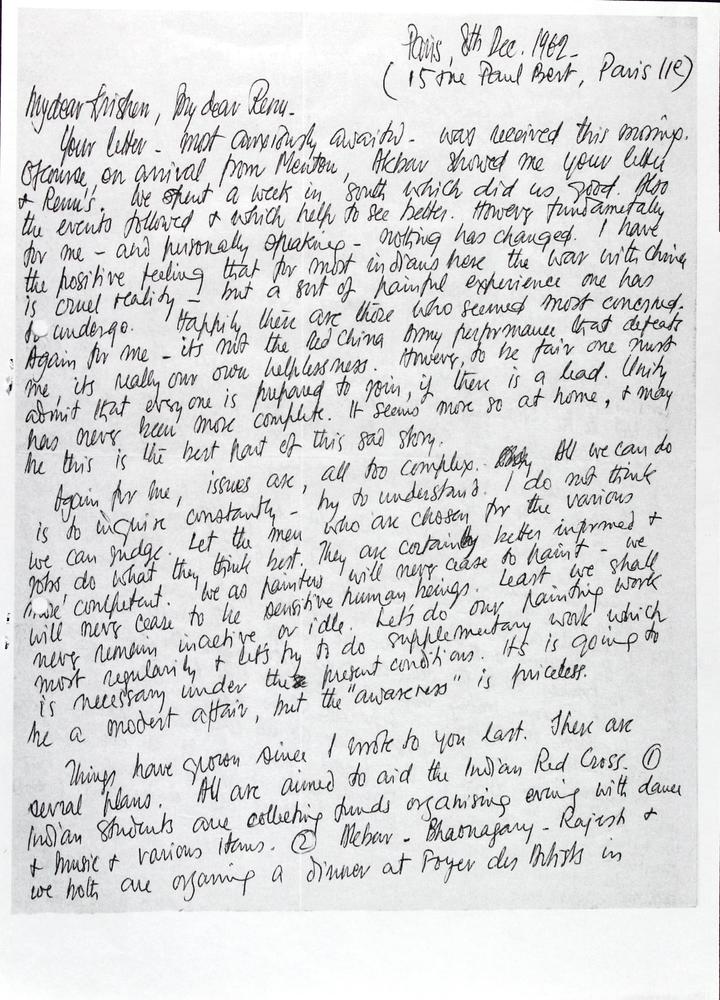 Paris, 8th Dec. 1962-
(15 rue Paul Bert, Paris 11e)
My dear Krishen, My dear Renu-
Your letter - most anxiously awaited - was received this morning.
Ofcourse, on arrival from Menton, Akbar showed me your letter
& Renu's. We spent a week in south which did us good. Also
the events followed & which help to see better. However fundametally
for me - and personally speaking - nothing has changed. I have
the positive feeling that for most indians here the war with china
is cruel reality - but a sort of painful experience one has
to undergo. Happily there are those who seemed most concerned.
Again for me - its not the Red china Army performance that defeats
me, its really our own helplessness. However, to be fair one must
admit that everyone is prepared to join, if there is a lead. Unity
has never been more complete. It seems more so at home, & may
be this is the best part of this sad story.
Again for me, issues are, all too complex. All we can do
is to inquire constantly - try to understand. I do not think
we can judge. Let the men who are chosen for the various
jobs, do what they think best. They are certainly better informed &
more competent. We as painters will never cease to paint - we
will never cease to be sensitive human beings. Least we shall
never remain inactive or idle. Let's do our painting work
most regularly & let's try to do supplementary work which
is necessary under these present conditions. Its is going to
be a modest affair, but the "awareness" is priceless.
Things have grown since I wrote to you last. There are
several plans. All are aimed to aid the Indian Red Cross. ①
Indian Students are collecting funds organising evening with dance
& music & various items. ② Akbar - Bhaonagary - Rajesh &
we both are organing a dinner at Foyer des Artists in